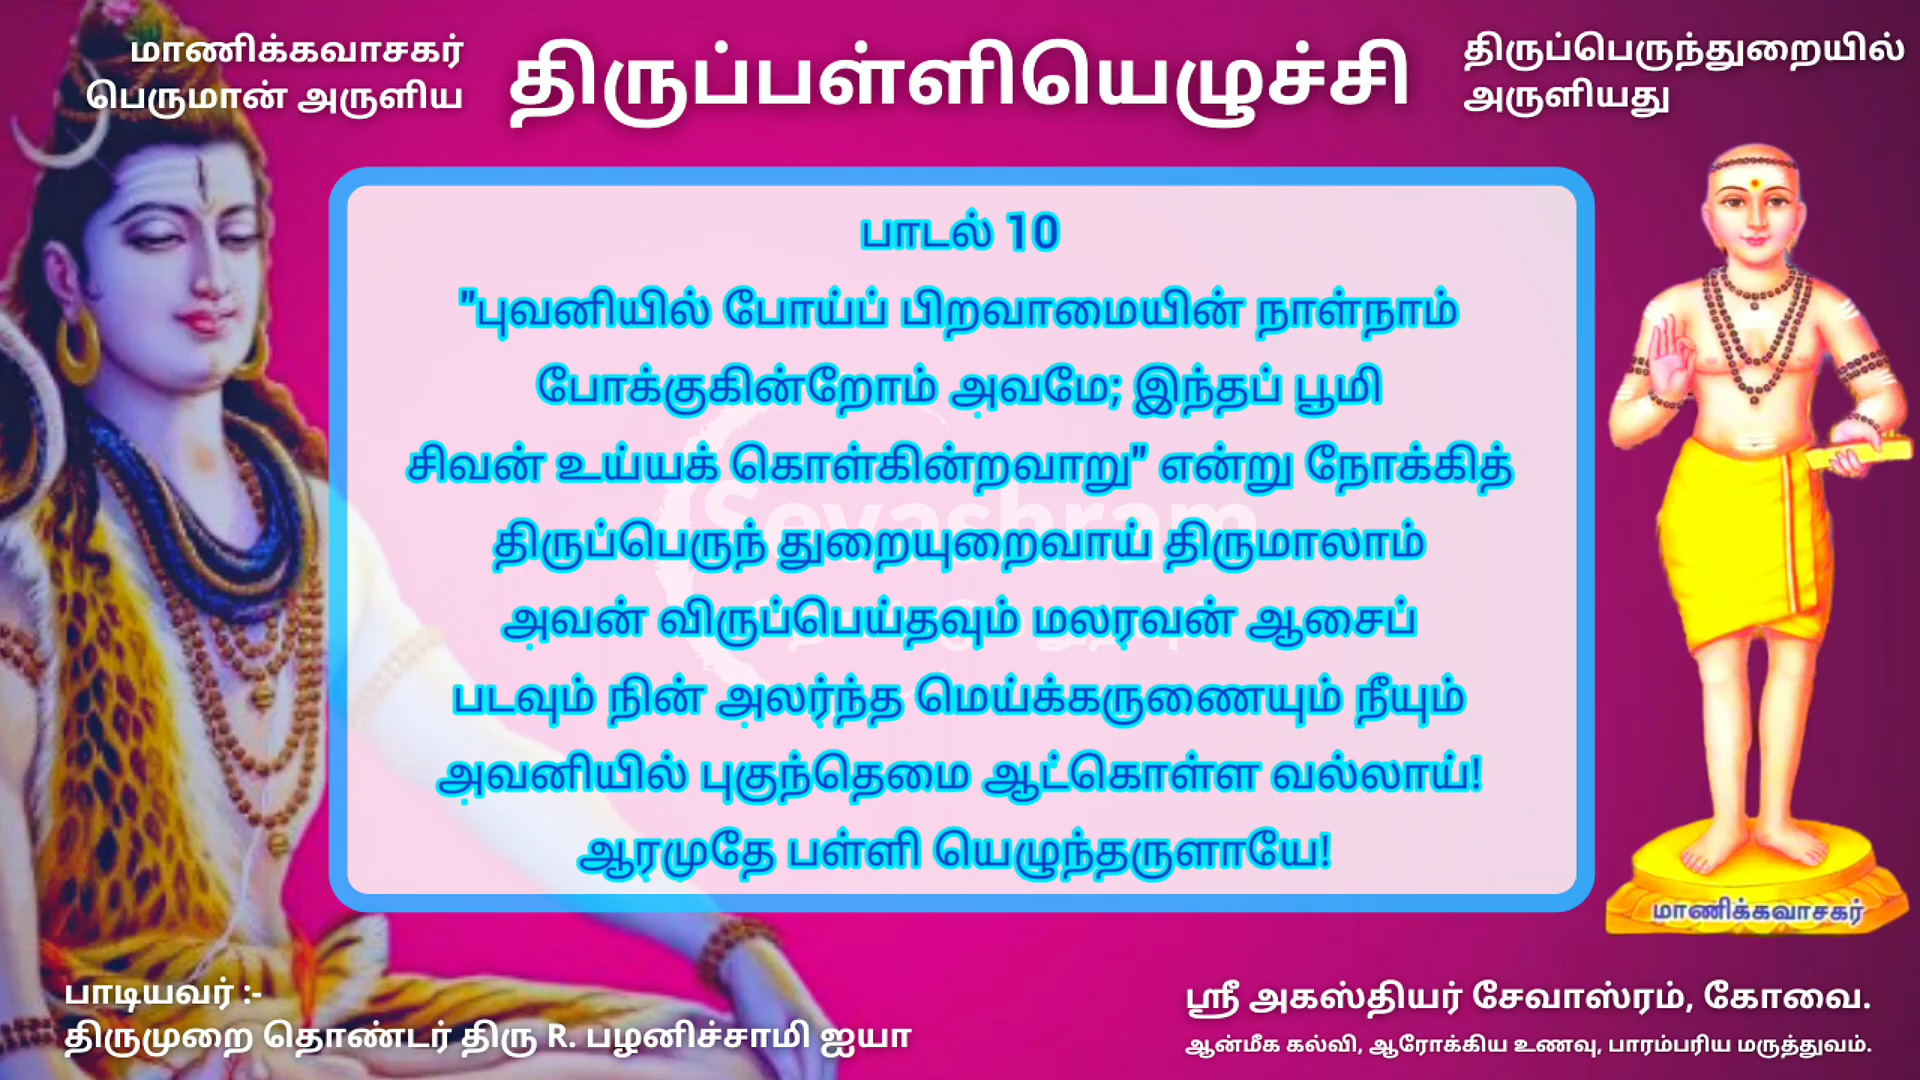 மாணிக்கவாசகர்
பெருமான் அருளிய
திருப்பள்ளியெழுச்சி
திருப்பெருந்துறையில்
அருளியது
பாடல் 10
"புவனியில் போய்ப் பிறவாமையின் நாள்நாம்
போக்குகின்றோம் அவமே; இந்தப் பூமி
சிவன் உய்யக் கொள்கின்றவாறு" என்று நோக்கித்
திருப்பெருந் துறையுறைவாய் திருமாலாம்
அவன் விருப்பெய்தவும் மலரவன் ஆசைப்
படவும் நின் அலர்ந்த மெய்க்கருணையும் நீயும்
அவனியில் புகுந்தெமை ஆட்கொள்ள வல்லாய்!
ஆரமுதே பள்ளி யெழுந்தருளாயே!
Sevashram
மாணிக்கவாசகர்
பாடியவர் :-
திருமுறை தொண்டர் திரு R. பழனிச்சாமி ஐயா
ஸ்ரீ அகஸ்தியர் சேவாஸ்ரம், கோவை.
ஆன்மீக கல்வி, ஆரோக்கிய உணவு, பாரம்பரிய மருத்துவம்.